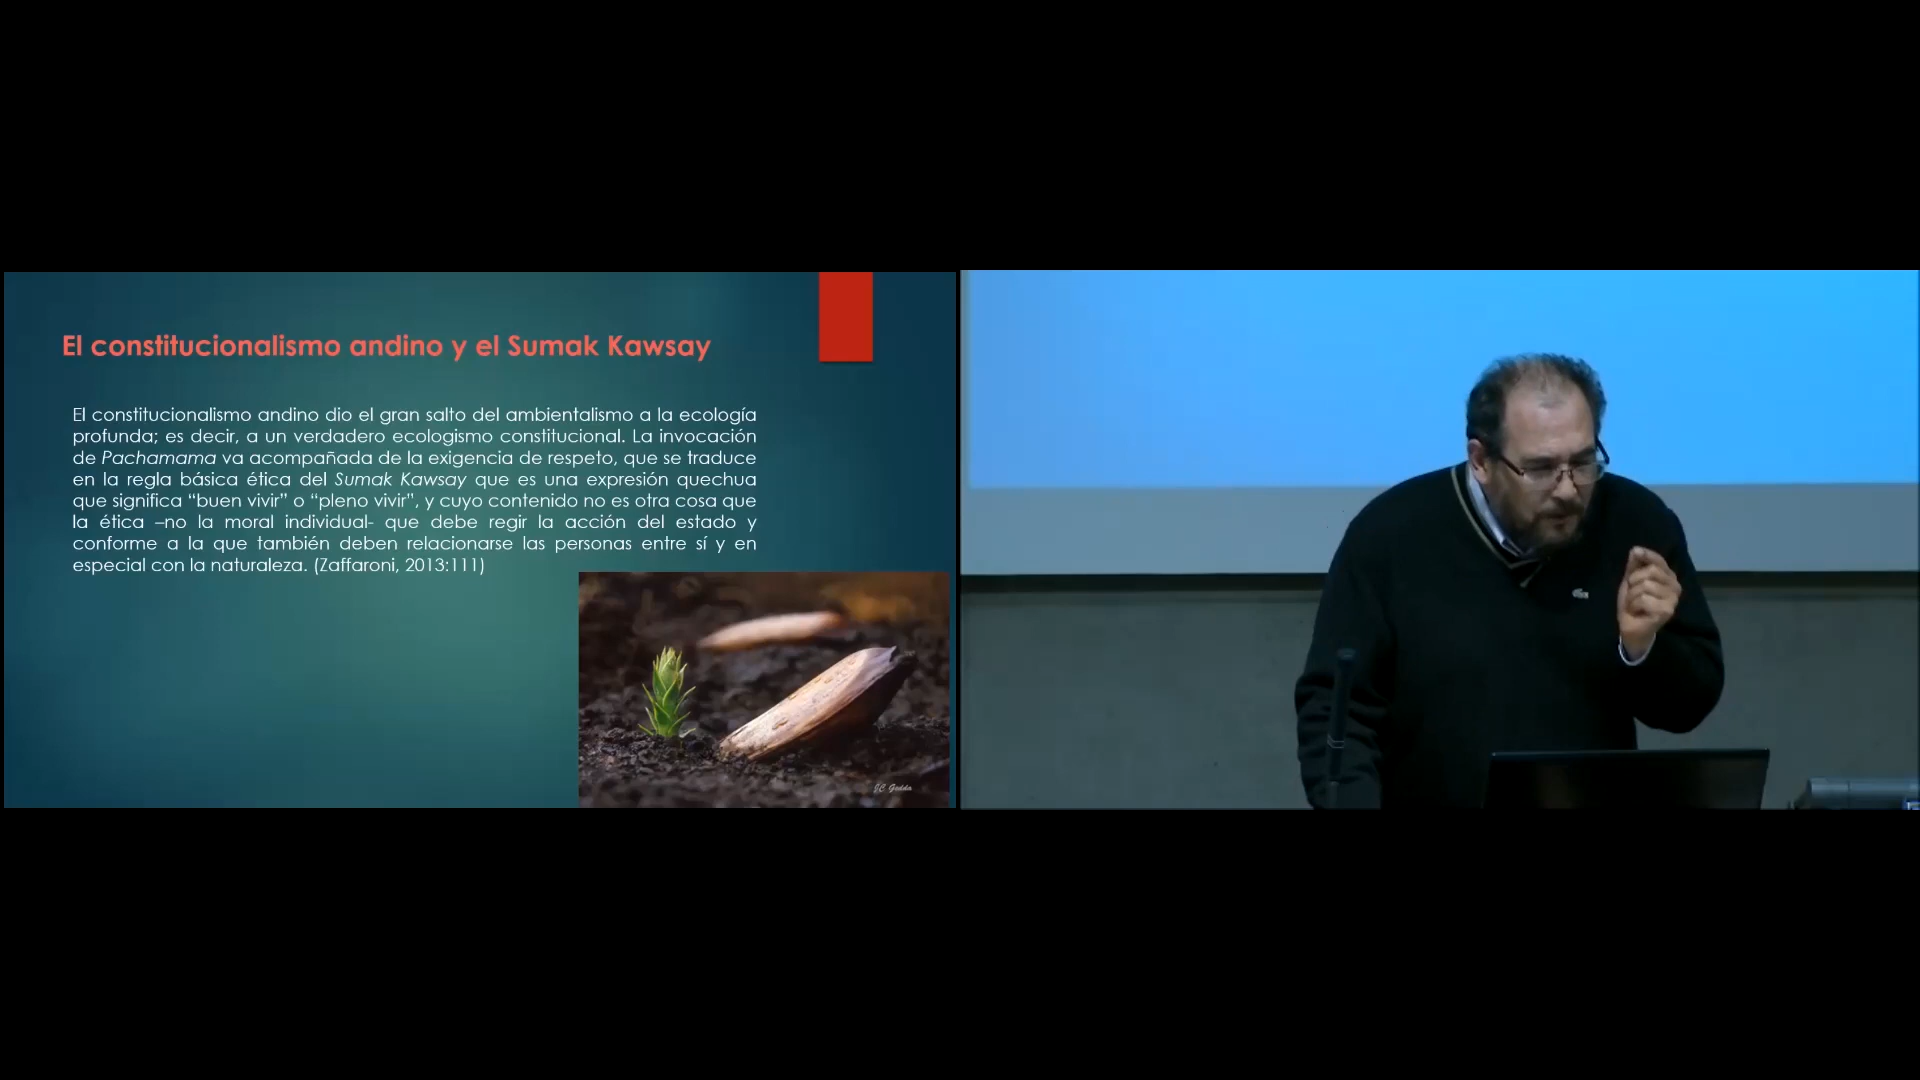 El constitucionalismo andino y el Sumak Kawsay
El constitucionalismo andino dio el gran salto del ambientalismo a la ecología
profunda; es decir, a un verdadero ecologismo constitucional. La invocación
de Pachamama va acompañada de la exigencia de respeto, que se traduce
en la regla básica ética del Sumak Kawsay que es una expresión quechua
que significa “buen vivir” o “pleno vivir”, y cuyo contenido no es otra cosa que
la ética –no la moral individual- que debe regir la acción del estado y
conforme a la que también deben relacionarse las personas entre sí y en
especial con la naturaleza. (Zaffaroni, 2013:111)
JC Gedda